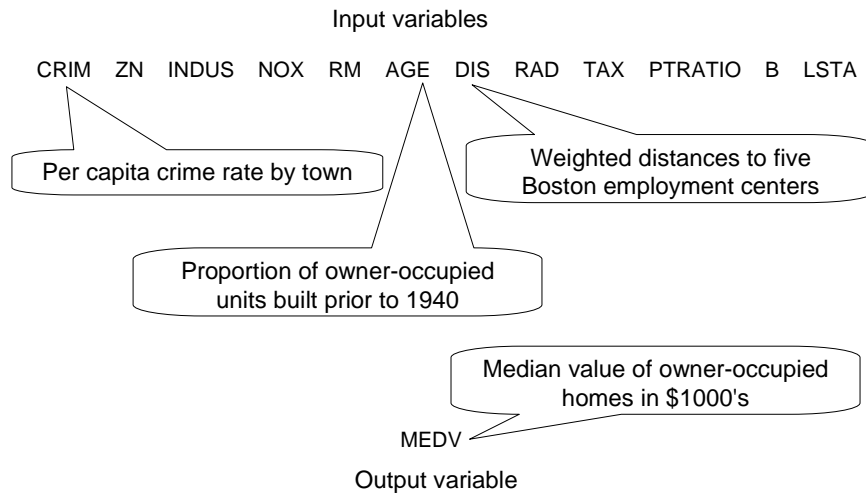 Input variables
CRIM ZN INDUS NOX RM AGE DIS RAD TAX PTRATIO B LSTA
Per capita crime rate by town
Weighted distances to five
Boston employment centers
Proportion of owner-occupied
units built prior to 1940
Median value of owner-occupied
homes in $1000's
MEDV
Output variable